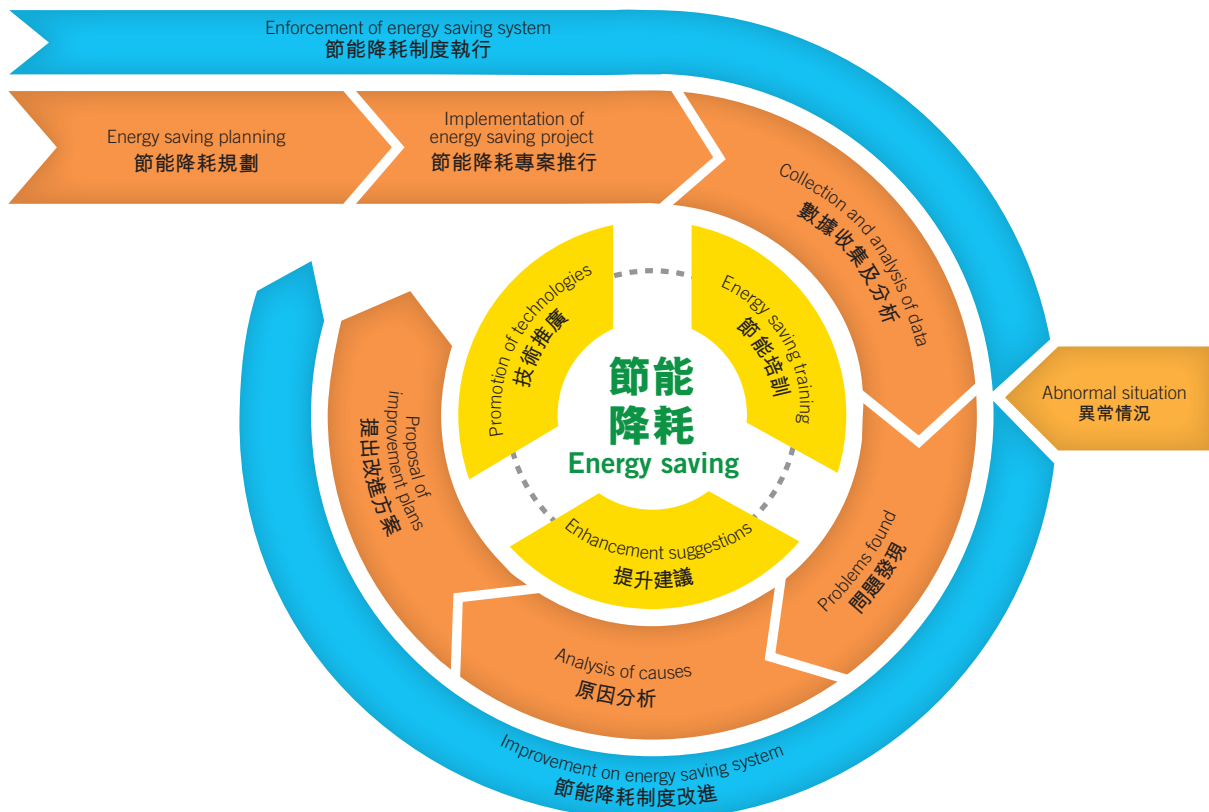 Enforcement of energy saving system
節能降耗制度執行
Energy saving planning
節能降耗規劃
Implementation of
energy saving project
節能降耗專案推行
Collection and analysis of data
數據收集及分析
Abnormal situation
異常情況
Problems found
問題發現
Analysis of causes
原因分析
Proposal of
improvement plans
提出改進方案
Improvement on energy saving system
節能降耗制度改進
Promotion of technologies
技術推廣
Energy saving training
節能培訓
Enhancement suggestions
提升建議
節能
降耗
Energy saving